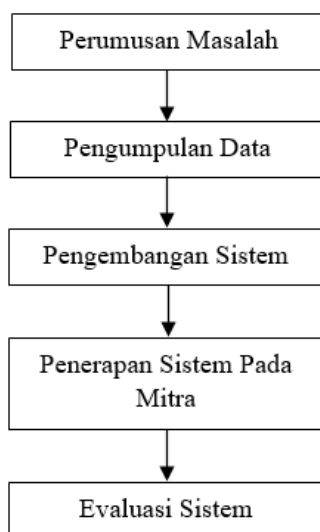 Perumusan Masalah
Pengumpulan Data
Pengembangan Sistem
Penerapan Sistem Pada
Mitra
Evaluasi Sistem